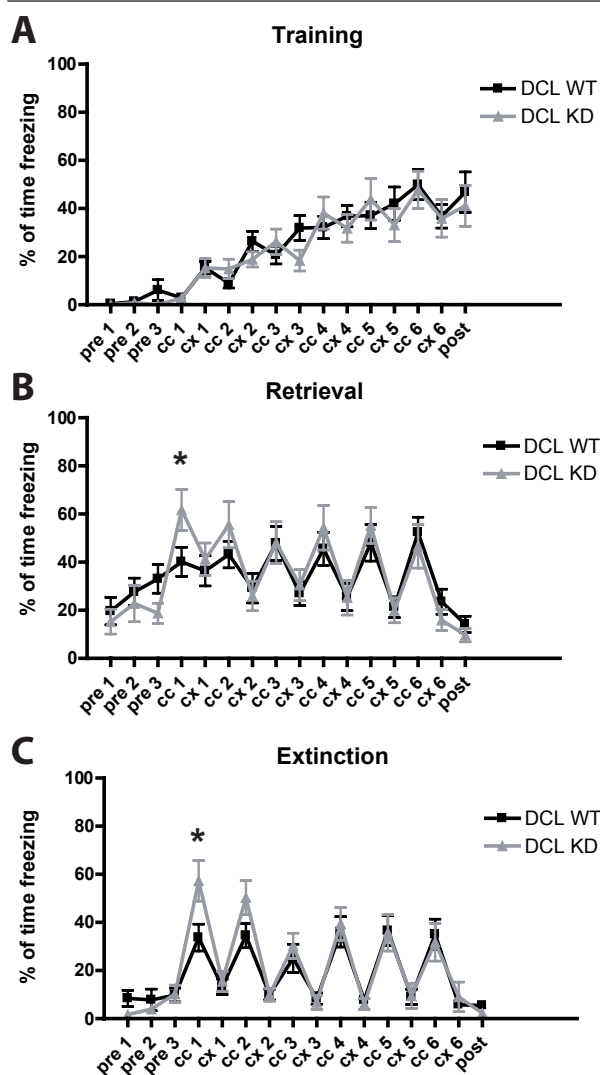 A
Training
100
80
60
40
20
0
% of time freezing
DCL WT
DCL KD
pre 1 pre 2 pre 3 cc 1 cx 1 cc 2 cx 2 cc 3 cx 3 cc 4 cx 4 cc 5 cx 5 cc 6 cx 6 post
B
Retrieval
100
80
60
40
20
0
% of time freezing
*
DCL WT
DCL KD
pre 1 pre 2 pre 3 cc 1 cx 1 cc 2 cx 2 cc 3 cx 3 cc 4 cx 4 cc 5 cx 5 cc 6 cx 6 post
C
Extinction
100
80
60
40
20
0
% of time freezing
*
DCL WT
DCL KD
pre 1 pre 2 pre 3 cc 1 cx 1 cc 2 cx 2 cc 3 cx 3 cc 4 cx 4 cc 5 cx 5 cc 6 cx 6 post